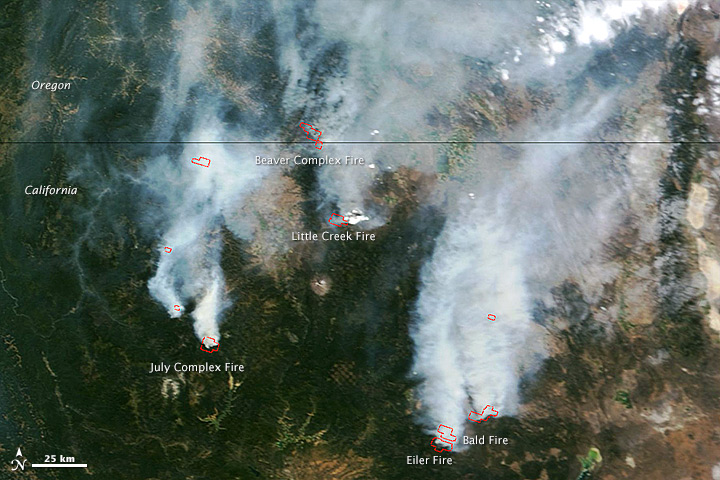 Oregon
Beaver Complex Fire
California
Little Creek Fire
July Complex Fire
Bald Fire
Eiler Fire
N
25 km